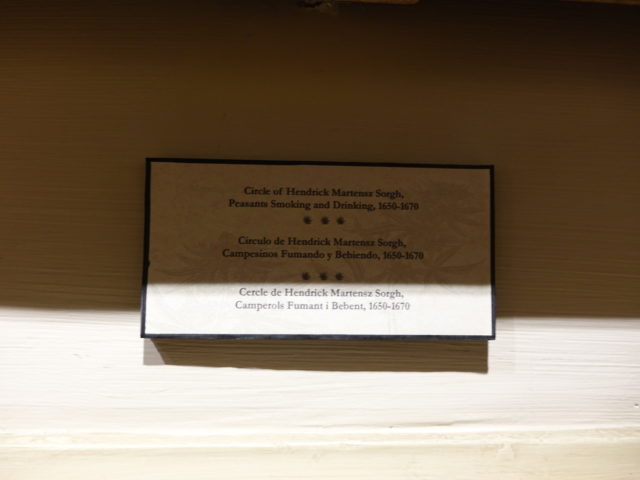 Circle of Hendrick Martensz Sorgh,
Peasants Smoking and Drinking, 1650-1670
Círculo de Hendrick Martensz Sorgh,
Campesinos Fumando y Bebiendo, 1650-1670
Cercle de Hendrick Martensz Sorgh,
Camperols Fumant i Bebent, 1650-1670